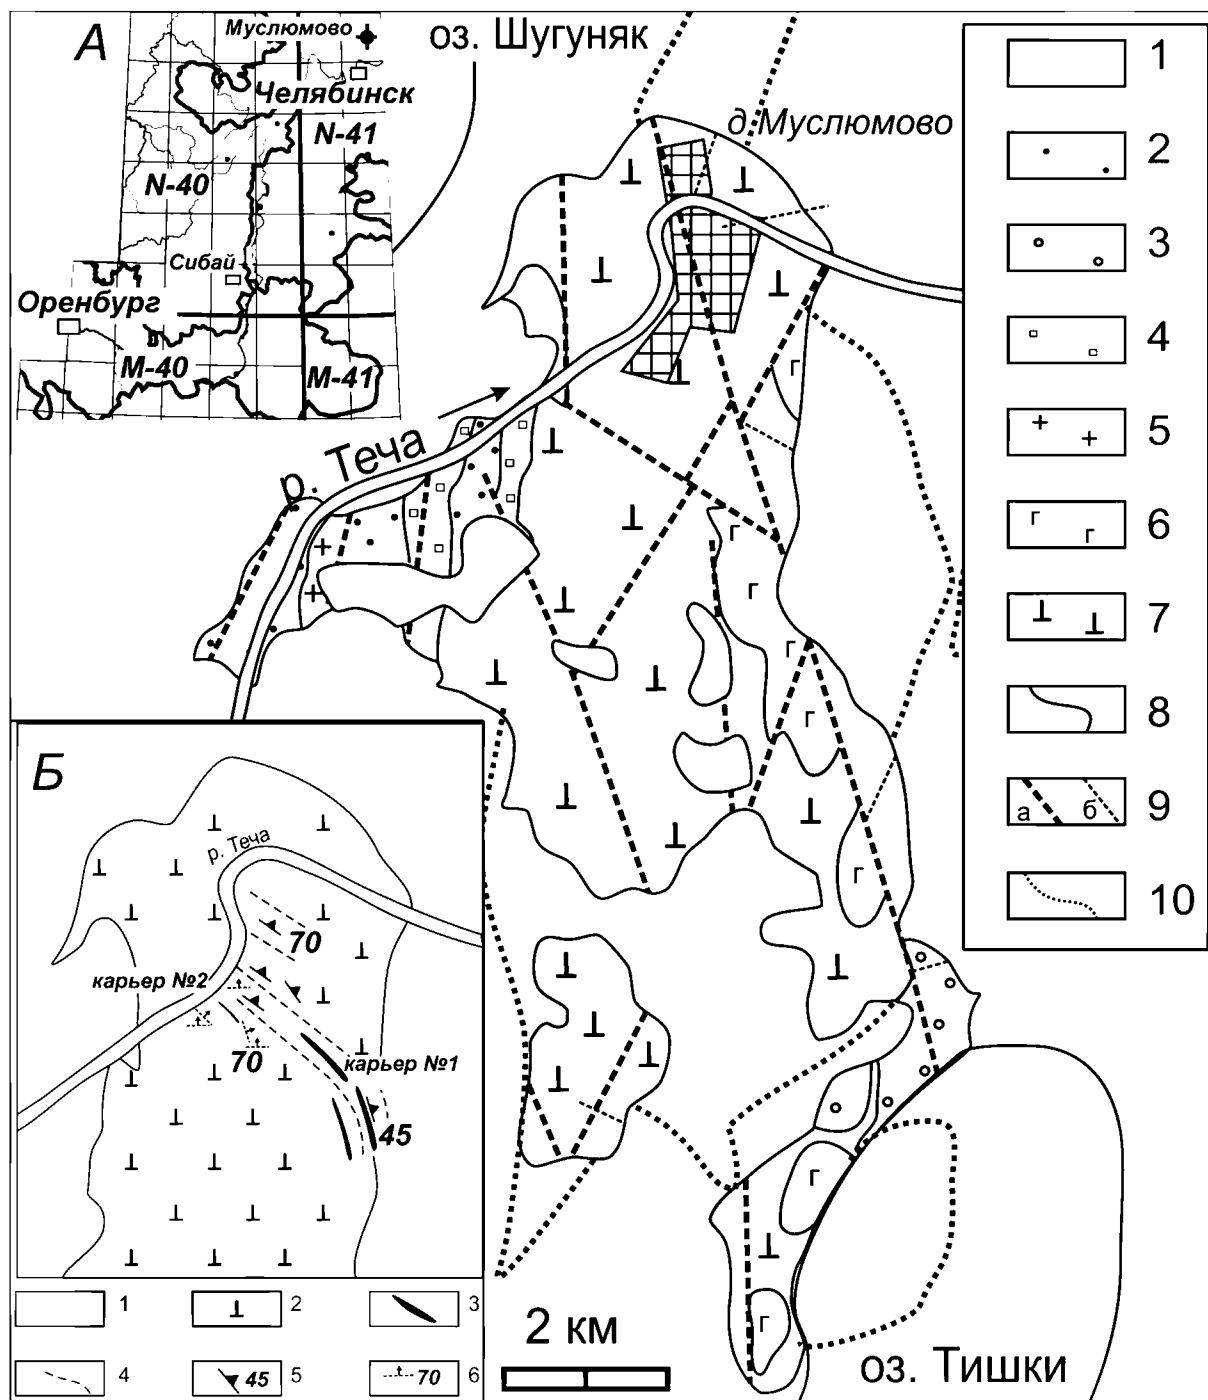 А
Муслюмово
Челябинск
N-41
N-40
Сибай
Оренбург
M-40
M-41
оз. Шугуняк
д.Муслюмово
р. Теча
г
г
г
г
г
г
г
г
1
2
3
4
5
6
г г
7
8
9
а б
10
Б
р. Теча
70
карьер №2
70
карьер №1
45
1
2
3
4
45 5
70 6
2 км
оз. Тишки